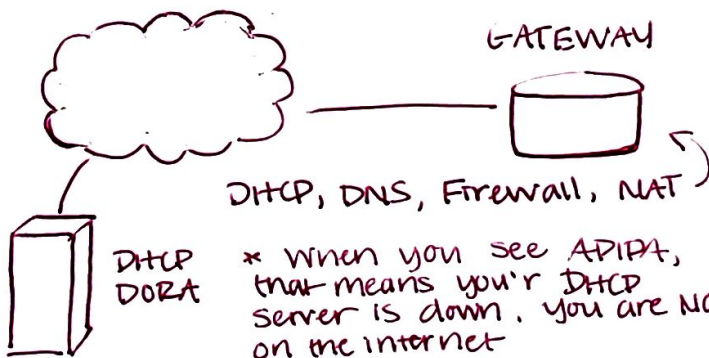 GATEWAY
DHCP, DNS, Firewall, NAT
DHCP
DORA
* When you see APIPA,
that means you'r DHCP
server is down. you are NO
on the internet